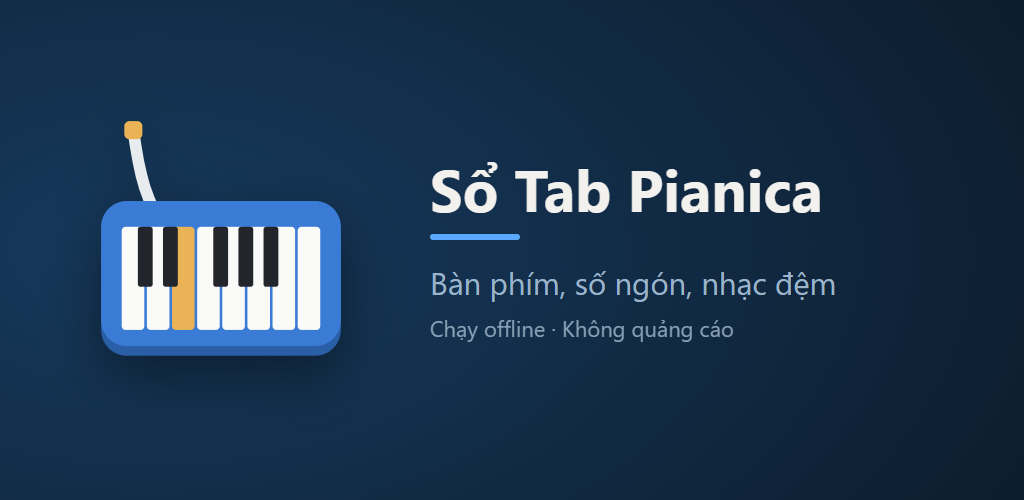 Sổ Tab Pianica
Bàn phím, số ngón, nhạc đệm
Chạy offline · Không quảng cáo